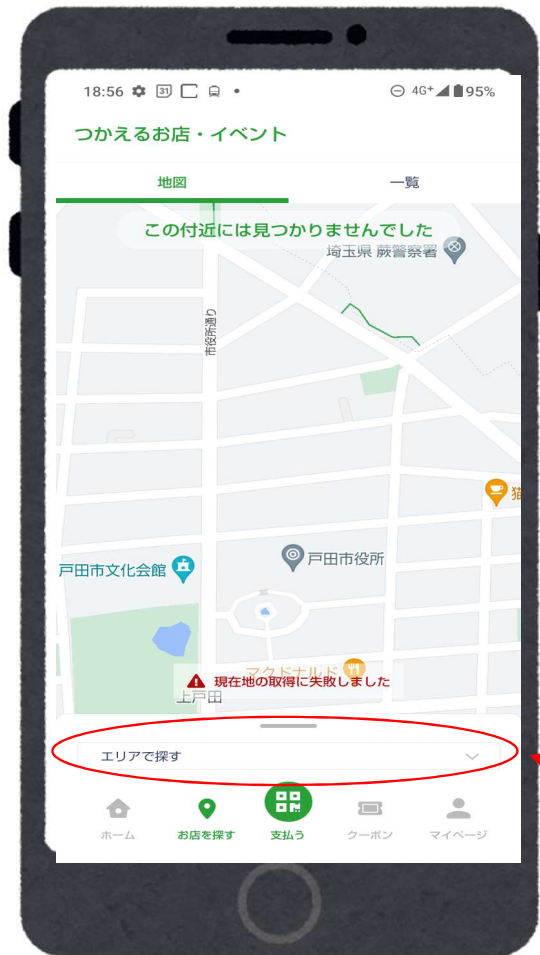 18:56 31 4G+ 95%
つかえるお店・イベント
地図 一覧
この付近には見つかりませんでした
埼玉県 蕨警察署
市役所通り
猫
戸田市役所
戸田市文化会館
マクドナルド
現在地の取得に失敗しました
上戸田
エリアで探す
ホーム お店を探す 支払う クーポン マイページ